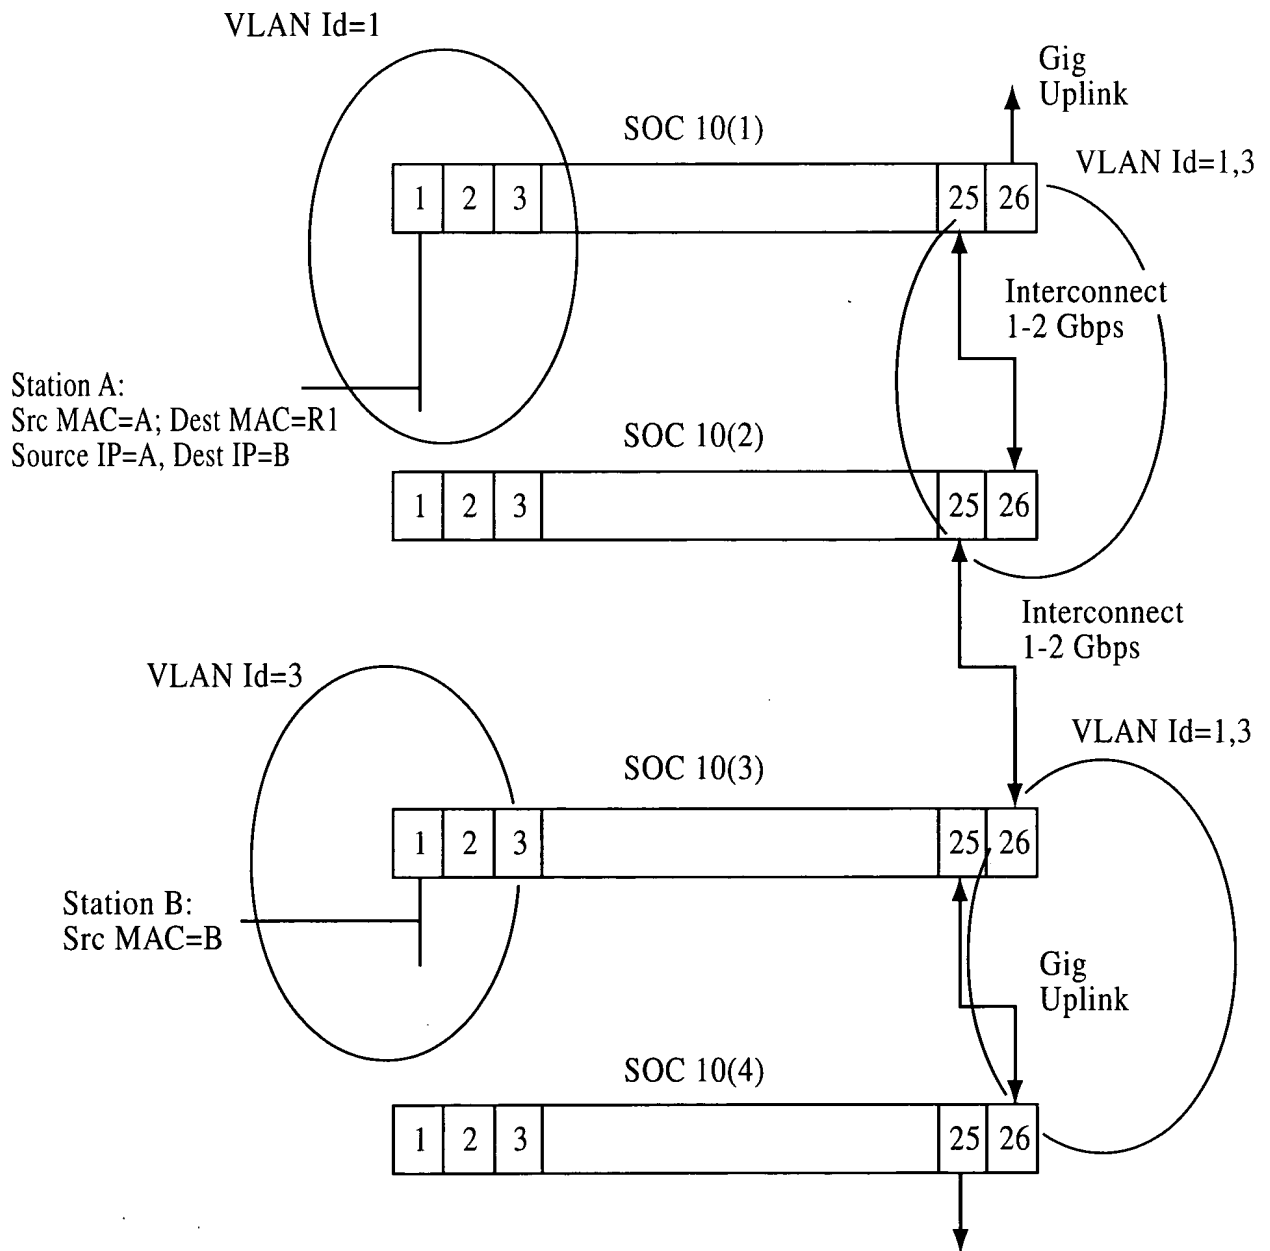 VLAN Id=1
Gig
Uplink
SOC 10(1)
VLAN Id=1,3
1 2 3 25 26
Interconnect
1-2 Gbps
Station A:
Src MAC=A; Dest MAC=R1
Source IP=A, Dest IP=B
SOC 10(2)
1 2 3 25 26
Interconnect
1-2 Gbps
VLAN Id=3
VLAN Id=1,3
SOC 10(3)
1 2 3 25 26
Station B:
Src MAC=B
Gig
Uplink
SOC 10(4)
1 2 3 25 26